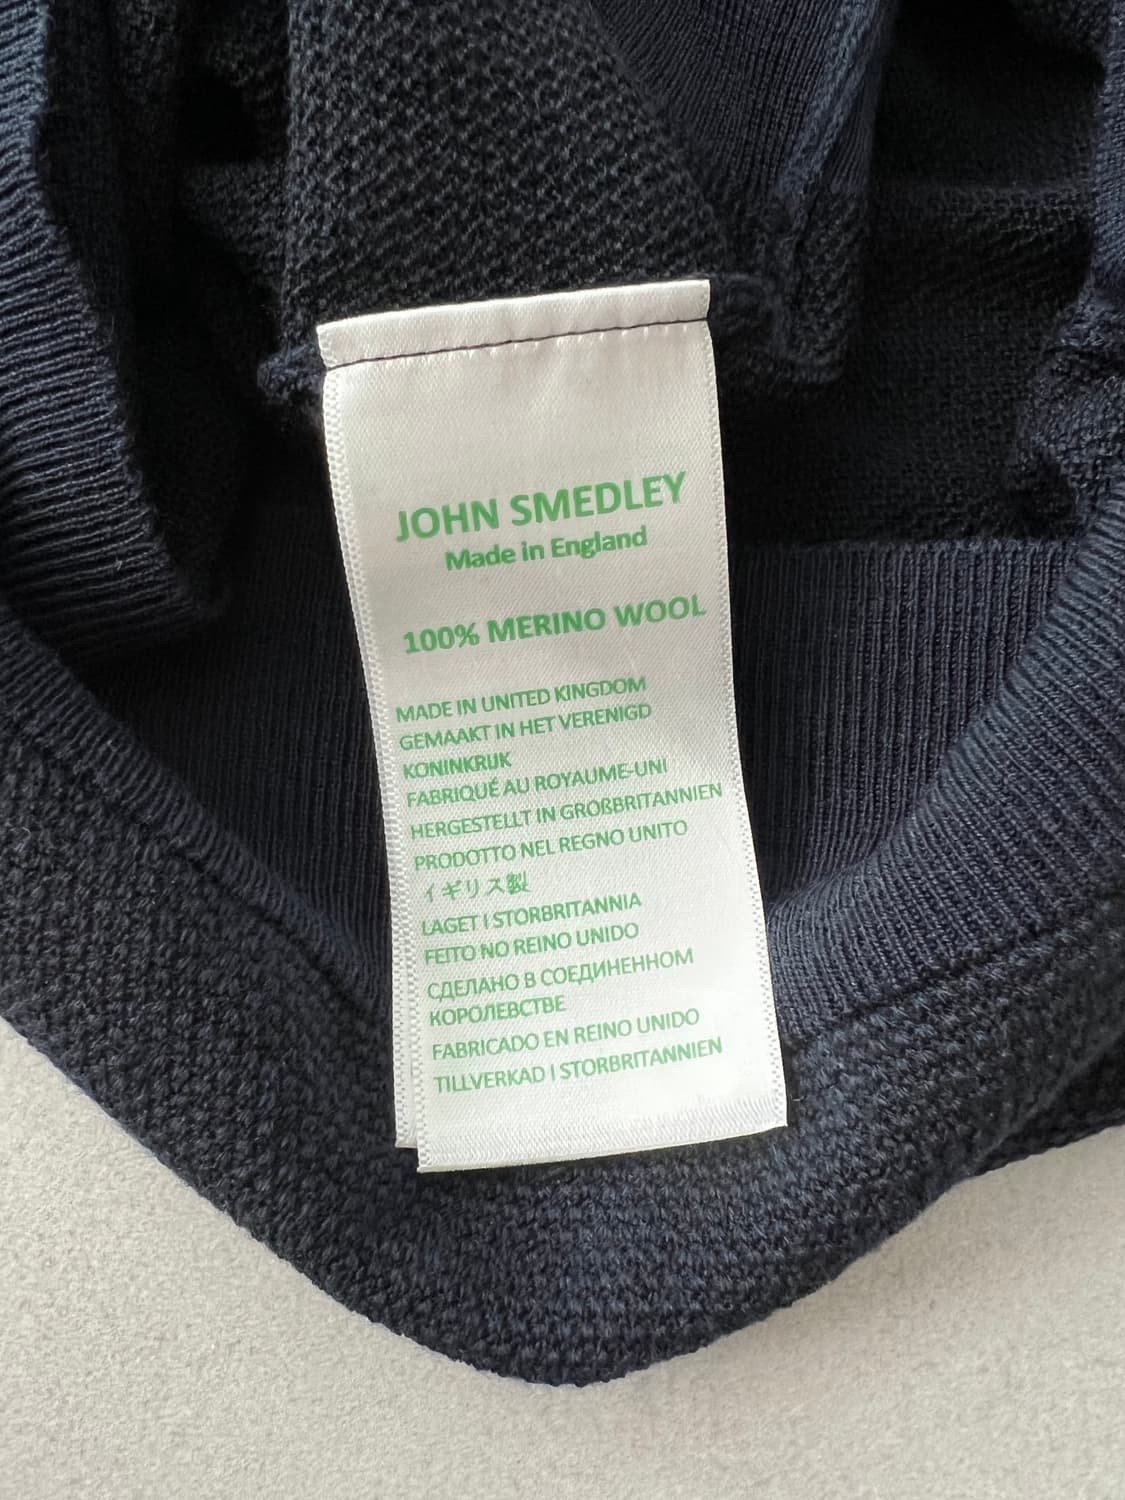 JOHN SMEDLEY
Made in England
100% MERINO WOOL
MADE IN UNITED KINGDOM
GEMAAKT IN HET VERENIGD
KONINKRIJK
FABRIQUÉ AU ROYAUME-UNI
HERGESTELLT IN GROßBRITANNIEN
PRODOTTO NEL REGNO UNITO
イギリス製
LAGET I STORBRITANNIA
FEITO NO REINO UNIDO
СДЕЛАНО В СОЕДИНЕННОМ
КОРОЛЕВСТВЕ
FABRICADO EN REINO UNIDO
TILLVERKAD I STORBRITANNIEN